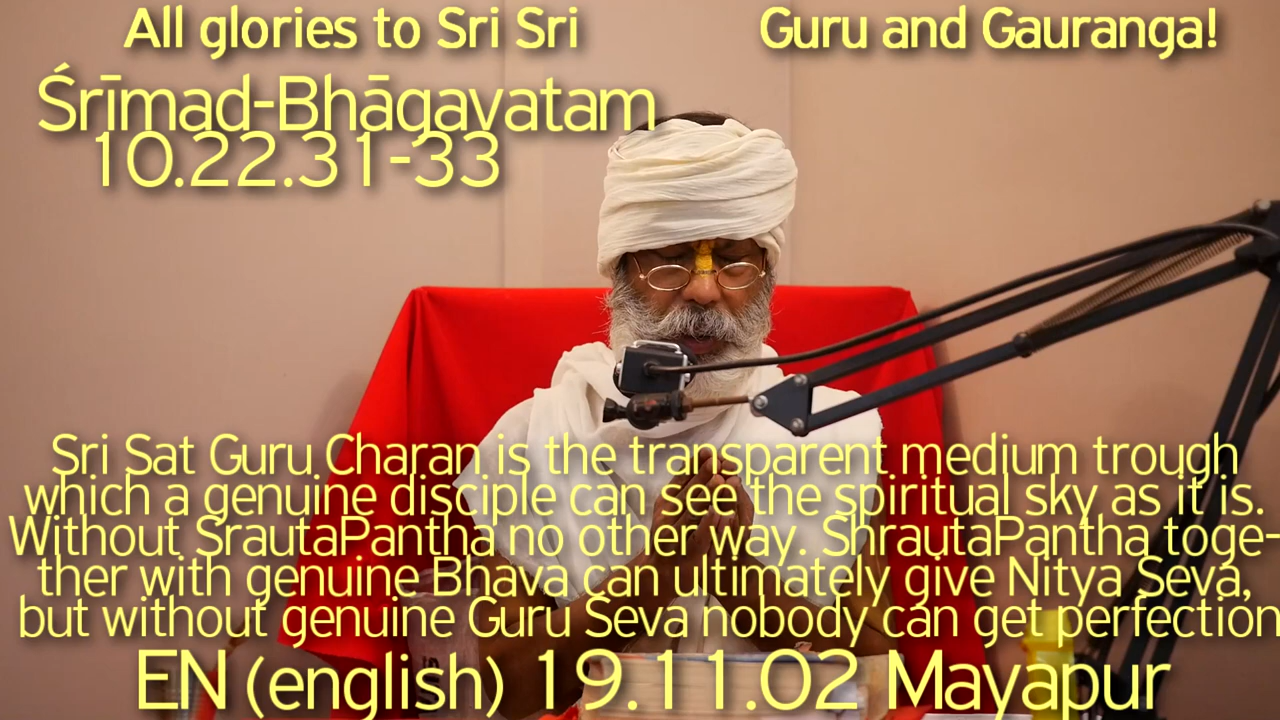 All glories to Sri Sri Guru and Gauranga!
Śrīmad-Bhāgavatam
10.22.31-33
Sri Sat Guru Charan is the transparent medium trough
which a genuine disciple can see the spiritual sky as it is.
Without SrautaPantha no other way. ShrautaPantha toge-
ther with genuine Bhava can ultimately give Nitya Seva,
but without genuine Guru Seva nobody can get perfection
EN (english) 19.11.02 Mayapur